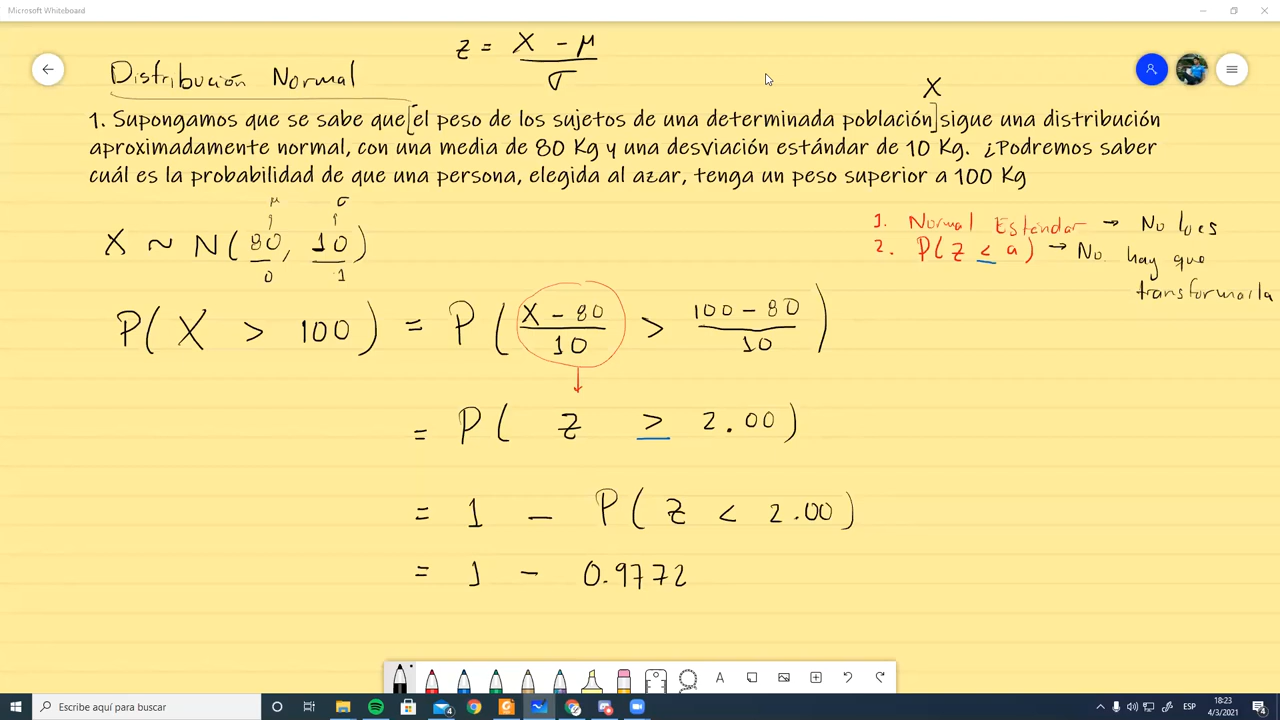 Microsoft Whiteboard
z = X - μ / σ
Distribución Normal
X
1. Supongamos que se sabe que [el peso de los sujetos de una determinada población] sigue una distribución
aproximadamente normal, con una media de 80 Kg y una desviación estándar de 10 Kg. ¿Podremos saber
cuál es la probabilidad de que una persona, elegida al azar, tenga un peso superior a 100 Kg
μ σ
X ~ N(80, 10)
0 1
1. Normal Estándar → No lo es
2. P(Z < a) → No hay que
transformarla
P(X > 100) = P(X - 80 / 10 > 100 - 80 / 10)
= P(Z > 2.00)
= 1 - P(Z < 2.00)
= 1 - 0.9772
Escribe aquí para buscar
ESP
18:23
4/3/2021